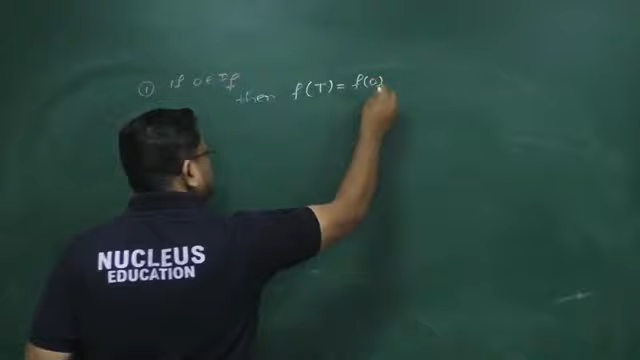 ① If 0 ∈ Df
then f(T) = f(0)
NUCLEUS
EDUCATION